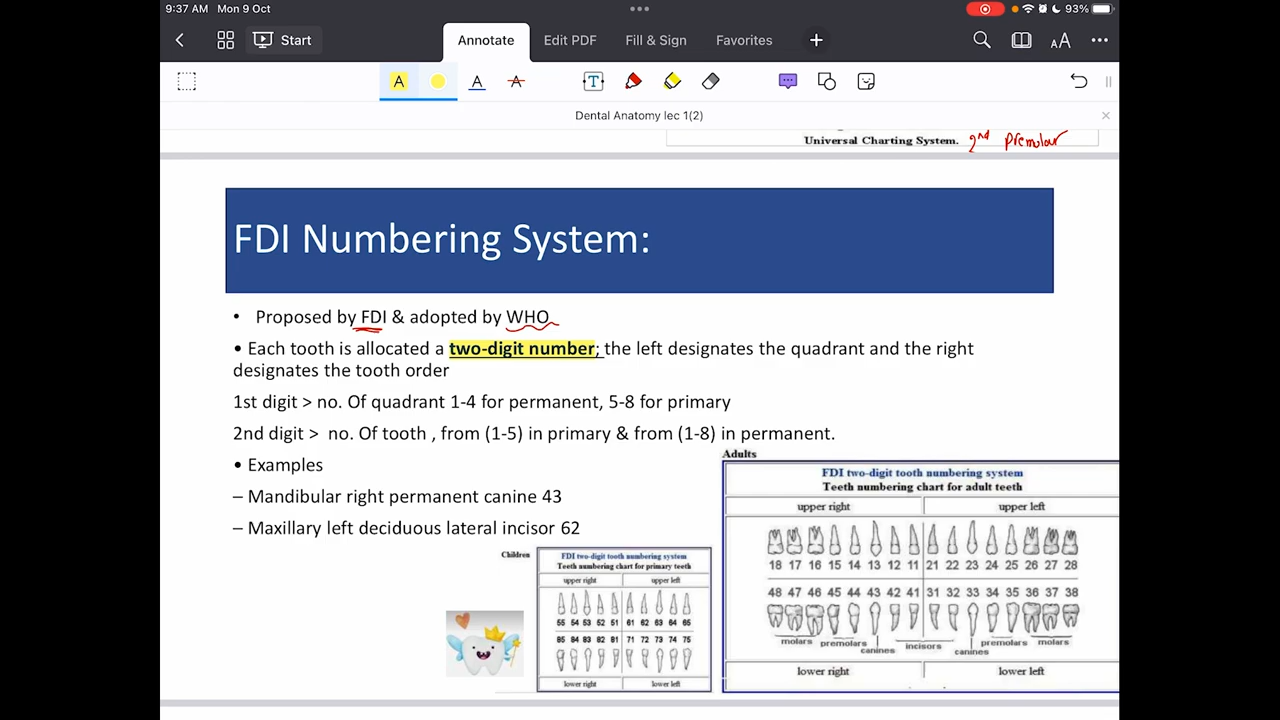 9:37 AM Mon 9 Oct
93%
Start
Annotate
Edit PDF
Fill & Sign
Favorites
Dental Anatomy lec 1(2)
Universal Charting System. 2nd Premolar
FDI Numbering System:
• Proposed by FDI & adopted by WHO
• Each tooth is allocated a two-digit number; the left designates the quadrant and the right
designates the tooth order
1st digit > no. Of quadrant 1-4 for permanent, 5-8 for primary
2nd digit > no. Of tooth , from (1-5) in primary & from (1-8) in permanent.
• Examples
– Mandibular right permanent canine 43
– Maxillary left deciduous lateral incisor 62
Children
FDI two-digit tooth numbering system
Teeth numbering chart for primary teeth
upper right upper left
55 54 53 52 51 61 62 63 64 65
85 84 83 82 81 71 72 73 74 75
lower right lower left
Adults
FDI two-digit tooth numbering system
Teeth numbering chart for adult teeth
upper right upper left
18 17 16 15 14 13 12 11 21 22 23 24 25 26 27 28
48 47 46 45 44 43 42 41 31 32 33 34 35 36 37 38
molars premolars canines incisors canines premolars molars
lower right lower left